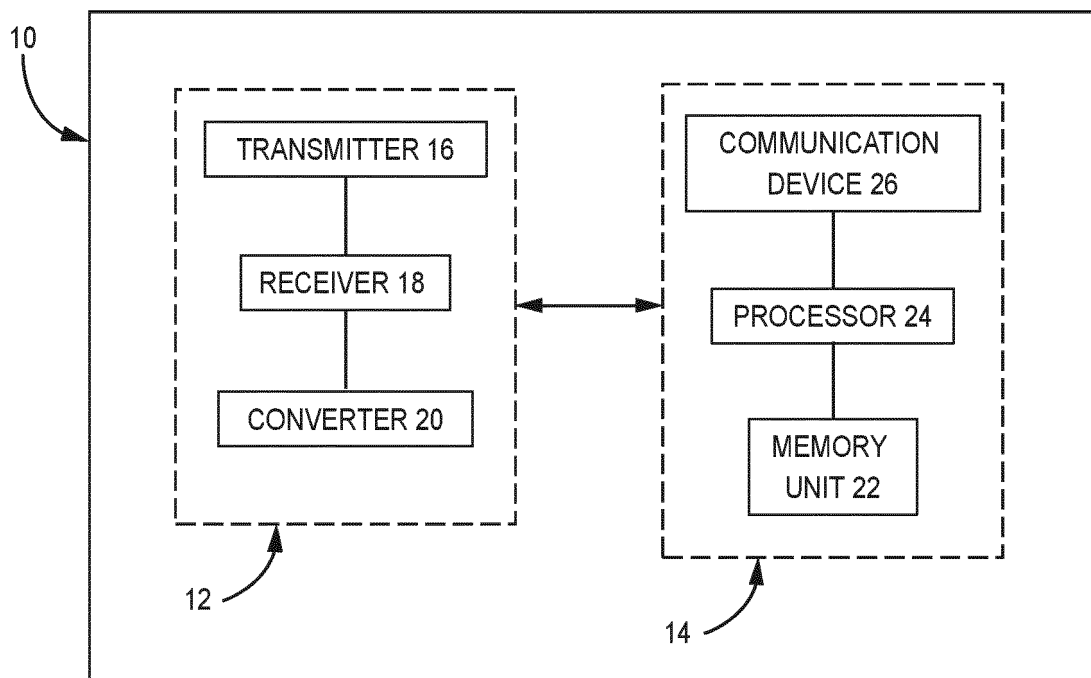 10
TRANSMITTER 16
RECEIVER 18
CONVERTER 20
12
COMMUNICATION
DEVICE 26
PROCESSOR 24
MEMORY
UNIT 22
14